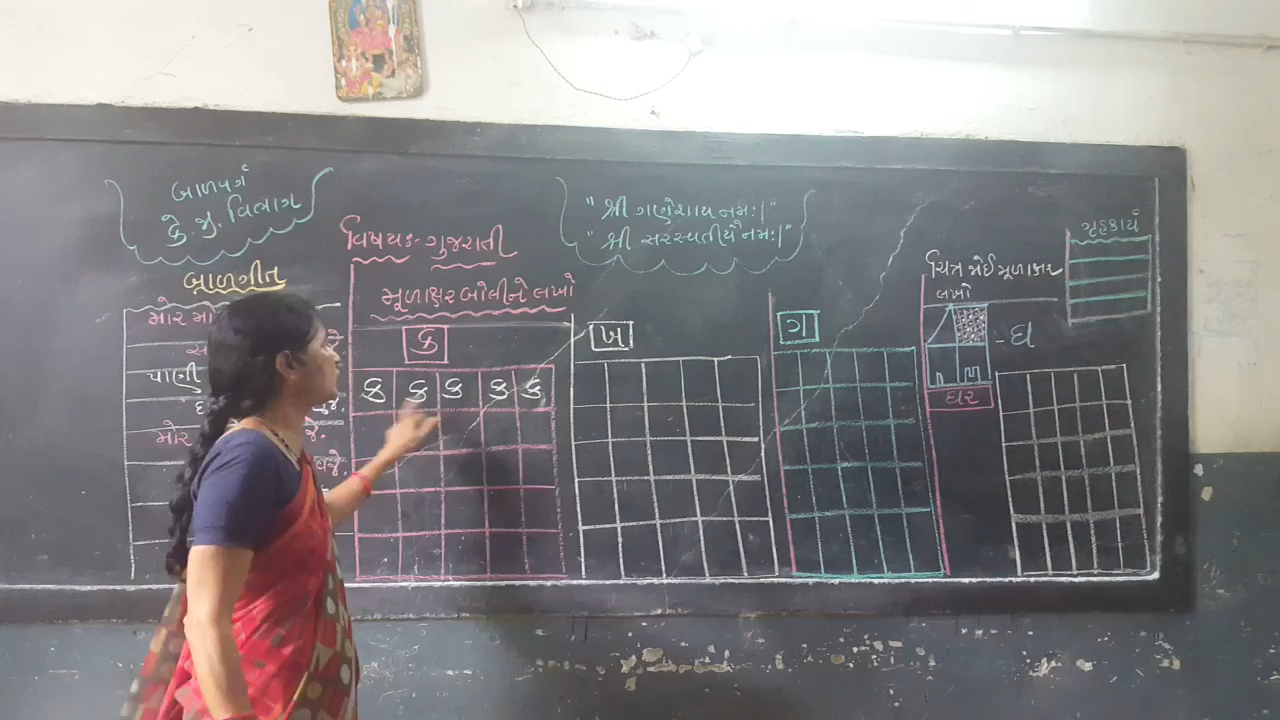 બાળવર્ગ
કે.જી. વિભાગ
બાળગીત
મોર
પાણી
મોર
વિષય:- ગુજરાતી
મૂળાક્ષર બોલીને લખો
ક
ક ક ક ક ક
"શ્રી ગણેશાય નમઃ|"
"શ્રી સરસ્વતીયૈ નમઃ|"
ખ
ગ
ચિત્ર જોઈ મૂળાક્ષર
લખો
- ઘ
ઘર
ગૃહકાર્ય